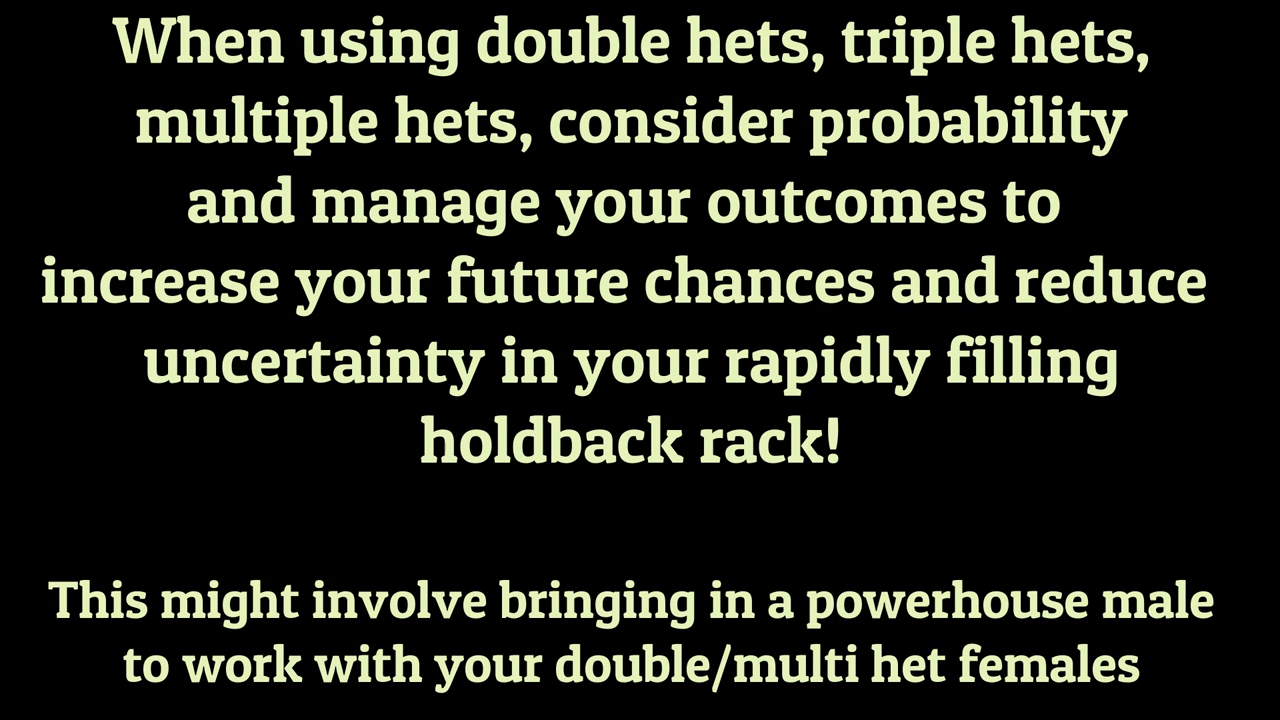 When using double hets, triple hets,
multiple hets, consider probability
and manage your outcomes to
increase your future chances and reduce
uncertainty in your rapidly filling
holdback rack!
This might involve bringing in a powerhouse male
to work with your double/multi het females